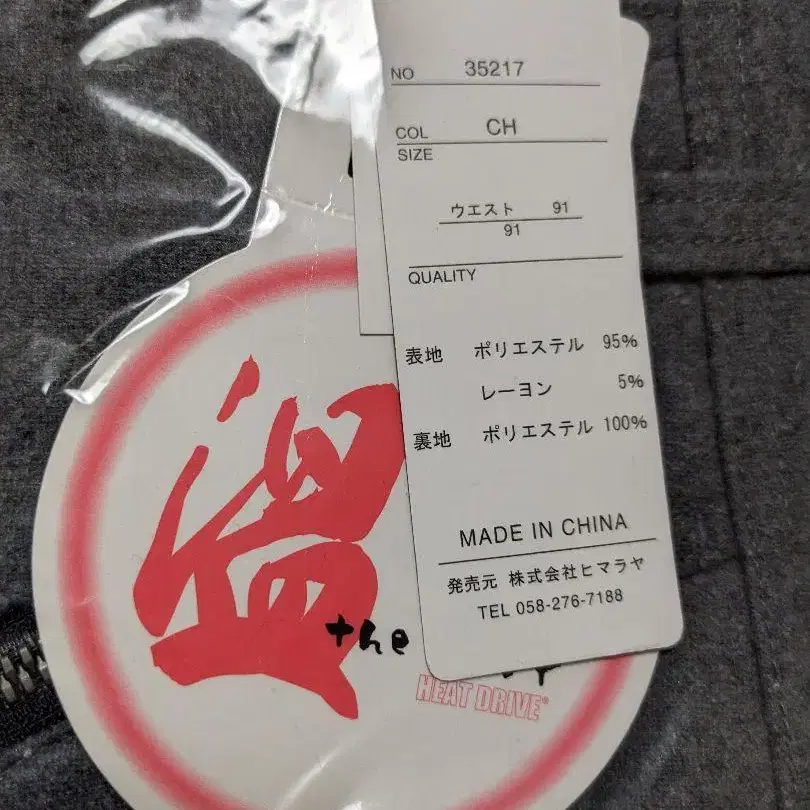 NO 35217
COL CH
SIZE
ウエスト 91
91
QUALITY
表地 ポリエステル 95%
レーヨン 5%
裏地 ポリエステル 100%
MADE IN CHINA
発売元 株式会社ヒマラヤ
TEL 058-276-7188
温
the
HEAT DRIVE®